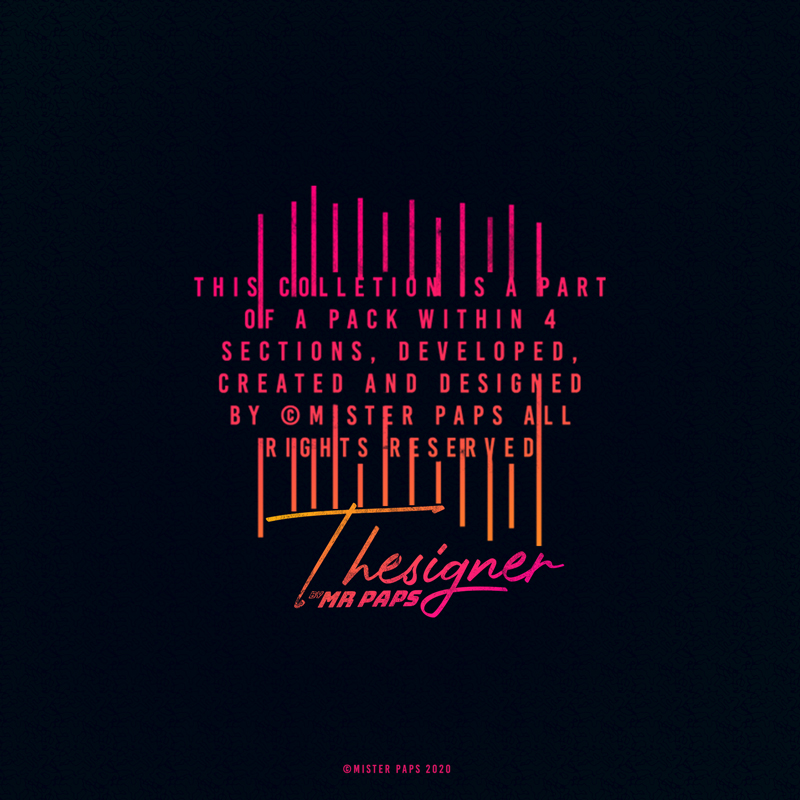 THIS COLLETION IS A PART
OF A PACK WITHIN 4
SECTIONS, DEVELOPED,
CREATED AND DESIGNED
BY ©MISTER PAPS ALL
RIGHTS RESERVED
Thesigner
BY MR PAPS
©MISTER PAPS 2020